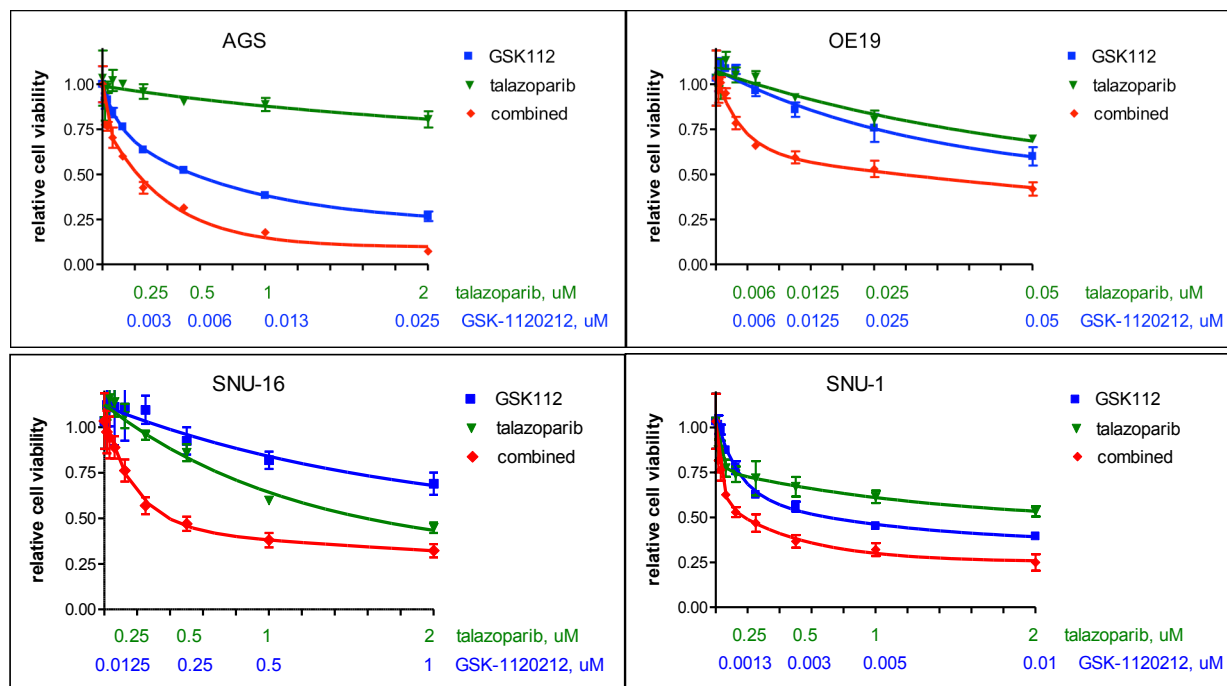 AGS
GSK112
talazoparib
combined
relative cell viability
1.00
0.75
0.50
0.25
0.00
0.25 0.5 1 2 talazoparib, uM
0.003 0.006 0.013 0.025 GSK-1120212, uM
OE19
GSK112
talazoparib
combined
relative cell viability
1.00
0.75
0.50
0.25
0.00
0.006 0.0125 0.025 0.05 talazoparib, uM
0.006 0.0125 0.025 0.05 GSK-1120212, uM
SNU-16
GSK112
talazoparib
combined
relative cell viability
1.00
0.75
0.50
0.25
0.00
0.25 0.5 1 2 talazoparib, uM
0.0125 0.25 0.5 1 GSK-1120212, uM
SNU-1
GSK112
talazoparib
combined
relative cell viability
1.00
0.75
0.50
0.25
0.00
0.25 0.5 1 2 talazoparib, uM
0.0013 0.003 0.005 0.01 GSK-1120212, uM